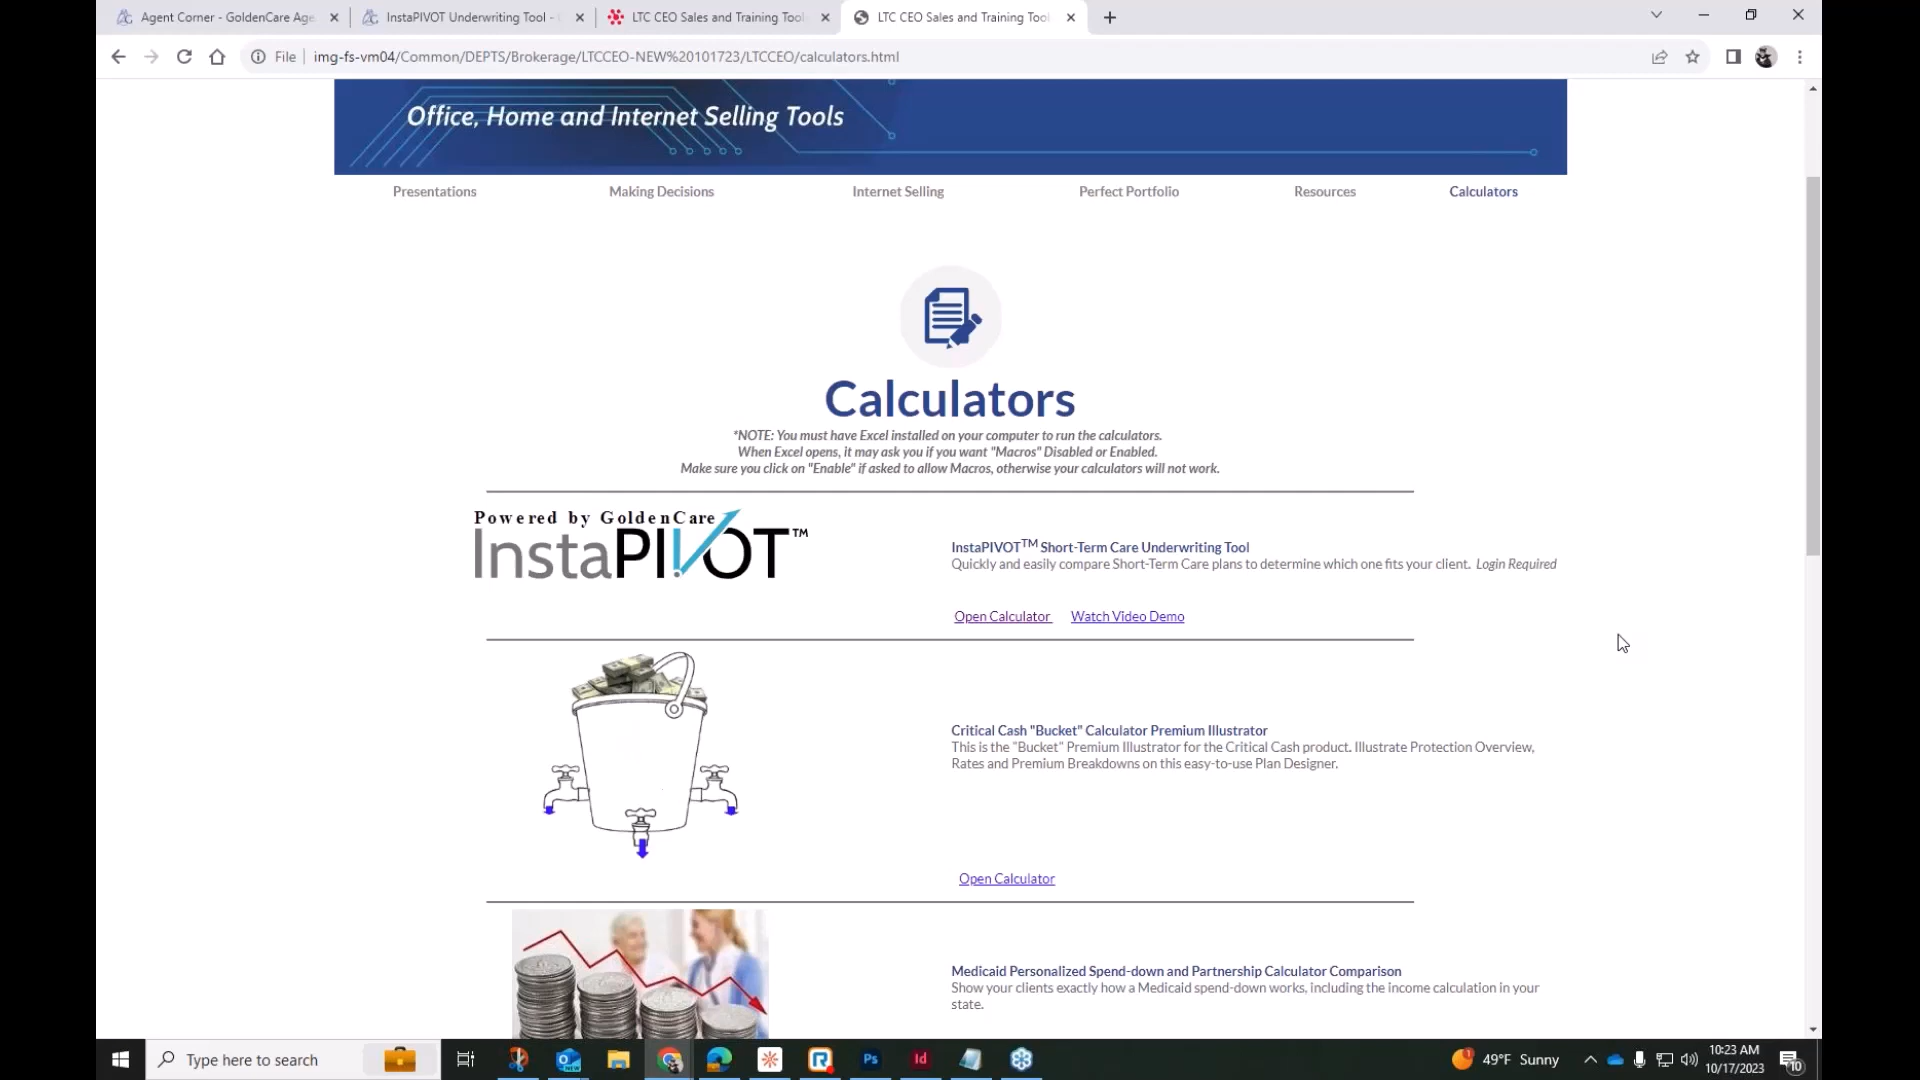 Agent Corner - GoldenCare Age
InstaPIVOT Underwriting Tool -
LTC CEO Sales and Training Tool
LTC CEO Sales and Training Tool
File
img-fs-vm04/Common/DEPTS/Brokerage/LTCCEO-NEW%20101723/LTCCEO/calculators.html
Office, Home and Internet Selling Tools
Presentations
Making Decisions
Internet Selling
Perfect Portfolio
Resources
Calculators
Calculators
*NOTE: You must have Excel installed on your computer to run the calculators.
When Excel opens, it may ask you if you want "Macros" Disabled or Enabled.
Make sure you click on "Enable" if asked to allow Macros, otherwise your calculators will not work.
Powered by GoldenCare
InstaPIVOT™
InstaPIVOT™ Short-Term Care Underwriting Tool
Quickly and easily compare Short-Term Care plans to determine which one fits your client. Login Required
Open Calculator
Watch Video Demo
Critical Cash "Bucket" Calculator Premium Illustrator
This is the "Bucket" Premium Illustrator for the Critical Cash product. Illustrate Protection Overview,
Rates and Premium Breakdowns on this easy-to-use Plan Designer.
Open Calculator
Medicaid Personalized Spend-down and Partnership Calculator Comparison
Show your clients exactly how a Medicaid spend-down works, including the income calculation in your
state.
Type here to search
NEW
Ps
Id
49°F Sunny
10:23 AM
10/17/2023
10